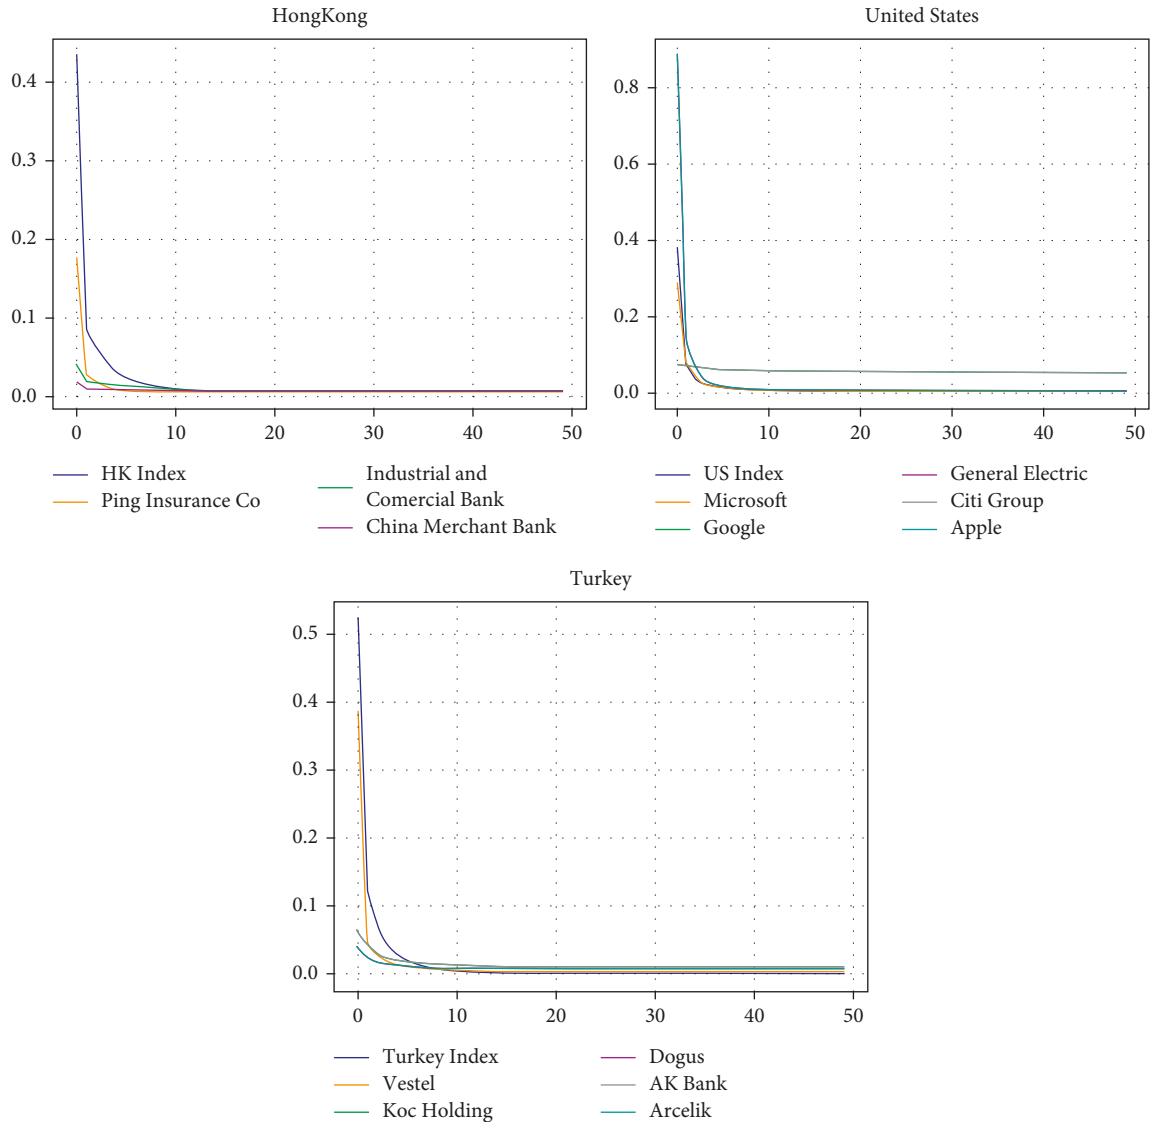 HongKong
0.4
0.3
0.2
0.1
0.0
0 10 20 30 40 50
HK Index
Ping Insurance Co
Industrial and
Comercial Bank
China Merchant Bank
United States
0.8
0.6
0.4
0.2
0.0
0 10 20 30 40 50
US Index
Microsoft
Google
General Electric
Citi Group
Apple
Turkey
0.5
0.4
0.3
0.2
0.1
0.0
0 10 20 30 40 50
Turkey Index
Vestel
Koc Holding
Dogus
AK Bank
Arcelik